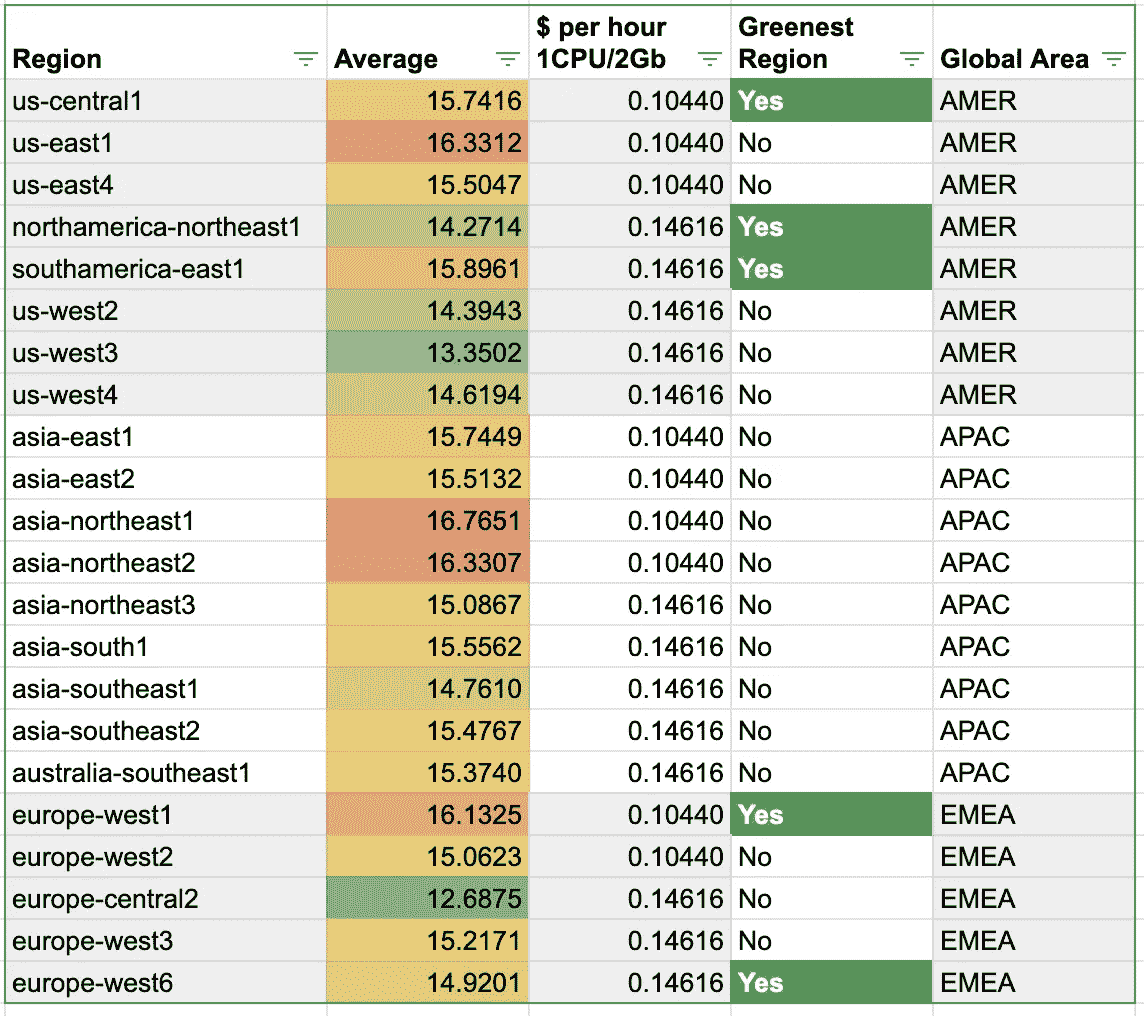 Region Average $ per hour 1CPU/2Gb Greenest Region Global Area
us-central1 15.7416 0.10440 Yes AMER
us-east1 16.3312 0.10440 No AMER
us-east4 15.5047 0.10440 No AMER
northamerica-northeast1 14.2714 0.14616 Yes AMER
southamerica-east1 15.8961 0.14616 Yes AMER
us-west2 14.3943 0.14616 No AMER
us-west3 13.3502 0.14616 No AMER
us-west4 14.6194 0.14616 No AMER
asia-east1 15.7449 0.10440 No APAC
asia-east2 15.5132 0.10440 No APAC
asia-northeast1 16.7651 0.10440 No APAC
asia-northeast2 16.3307 0.10440 No APAC
asia-northeast3 15.0867 0.14616 No APAC
asia-south1 15.5562 0.14616 No APAC
asia-southeast1 14.7610 0.14616 No APAC
asia-southeast2 15.4767 0.14616 No APAC
australia-southeast1 15.3740 0.14616 No APAC
europe-west1 16.1325 0.10440 Yes EMEA
europe-west2 15.0623 0.10440 No EMEA
europe-central2 12.6875 0.14616 No EMEA
europe-west3 15.2171 0.14616 No EMEA
europe-west6 14.9201 0.14616 Yes EMEA